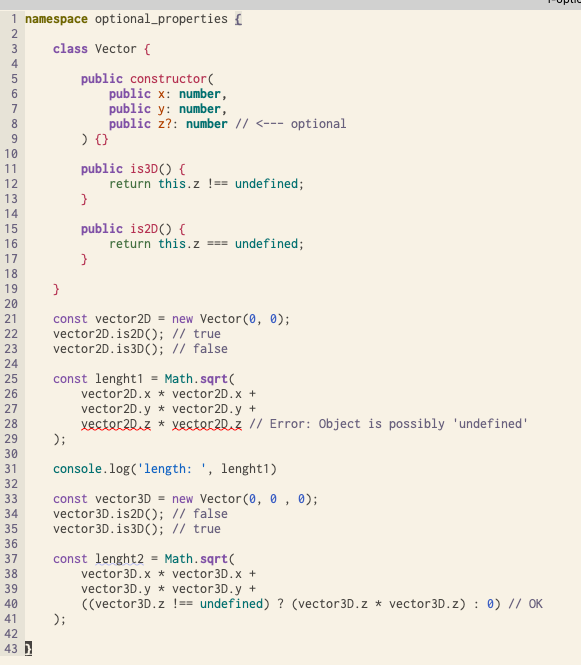 1 namespace optional_properties {
2
3 class Vector {
4
5 public constructor(
6 public x: number,
7 public y: number,
8 public z?: number // <--- optional
9 ) {}
10
11 public is3D() {
12 return this.z !== undefined;
13 }
14
15 public is2D() {
16 return this.z === undefined;
17 }
18
19 }
20
21 const vector2D = new Vector(0, 0);
22 vector2D.is2D(); // true
23 vector2D.is3D(); // false
24
25 const lenght1 = Math.sqrt(
26 vector2D.x * vector2D.x +
27 vector2D.y * vector2D.y +
28 vector2D.z * vector2D.z // Error: Object is possibly 'undefined'
29 );
30
31 console.log('length: ', lenght1)
32
33 const vector3D = new Vector(0, 0 , 0);
34 vector3D.is2D(); // false
35 vector3D.is3D(); // true
36
37 const lenght2 = Math.sqrt(
38 vector3D.x * vector3D.x +
39 vector3D.y * vector3D.y +
40 ((vector3D.z !== undefined) ? (vector3D.z * vector3D.z) : 0) // OK
41 );
42
43 }